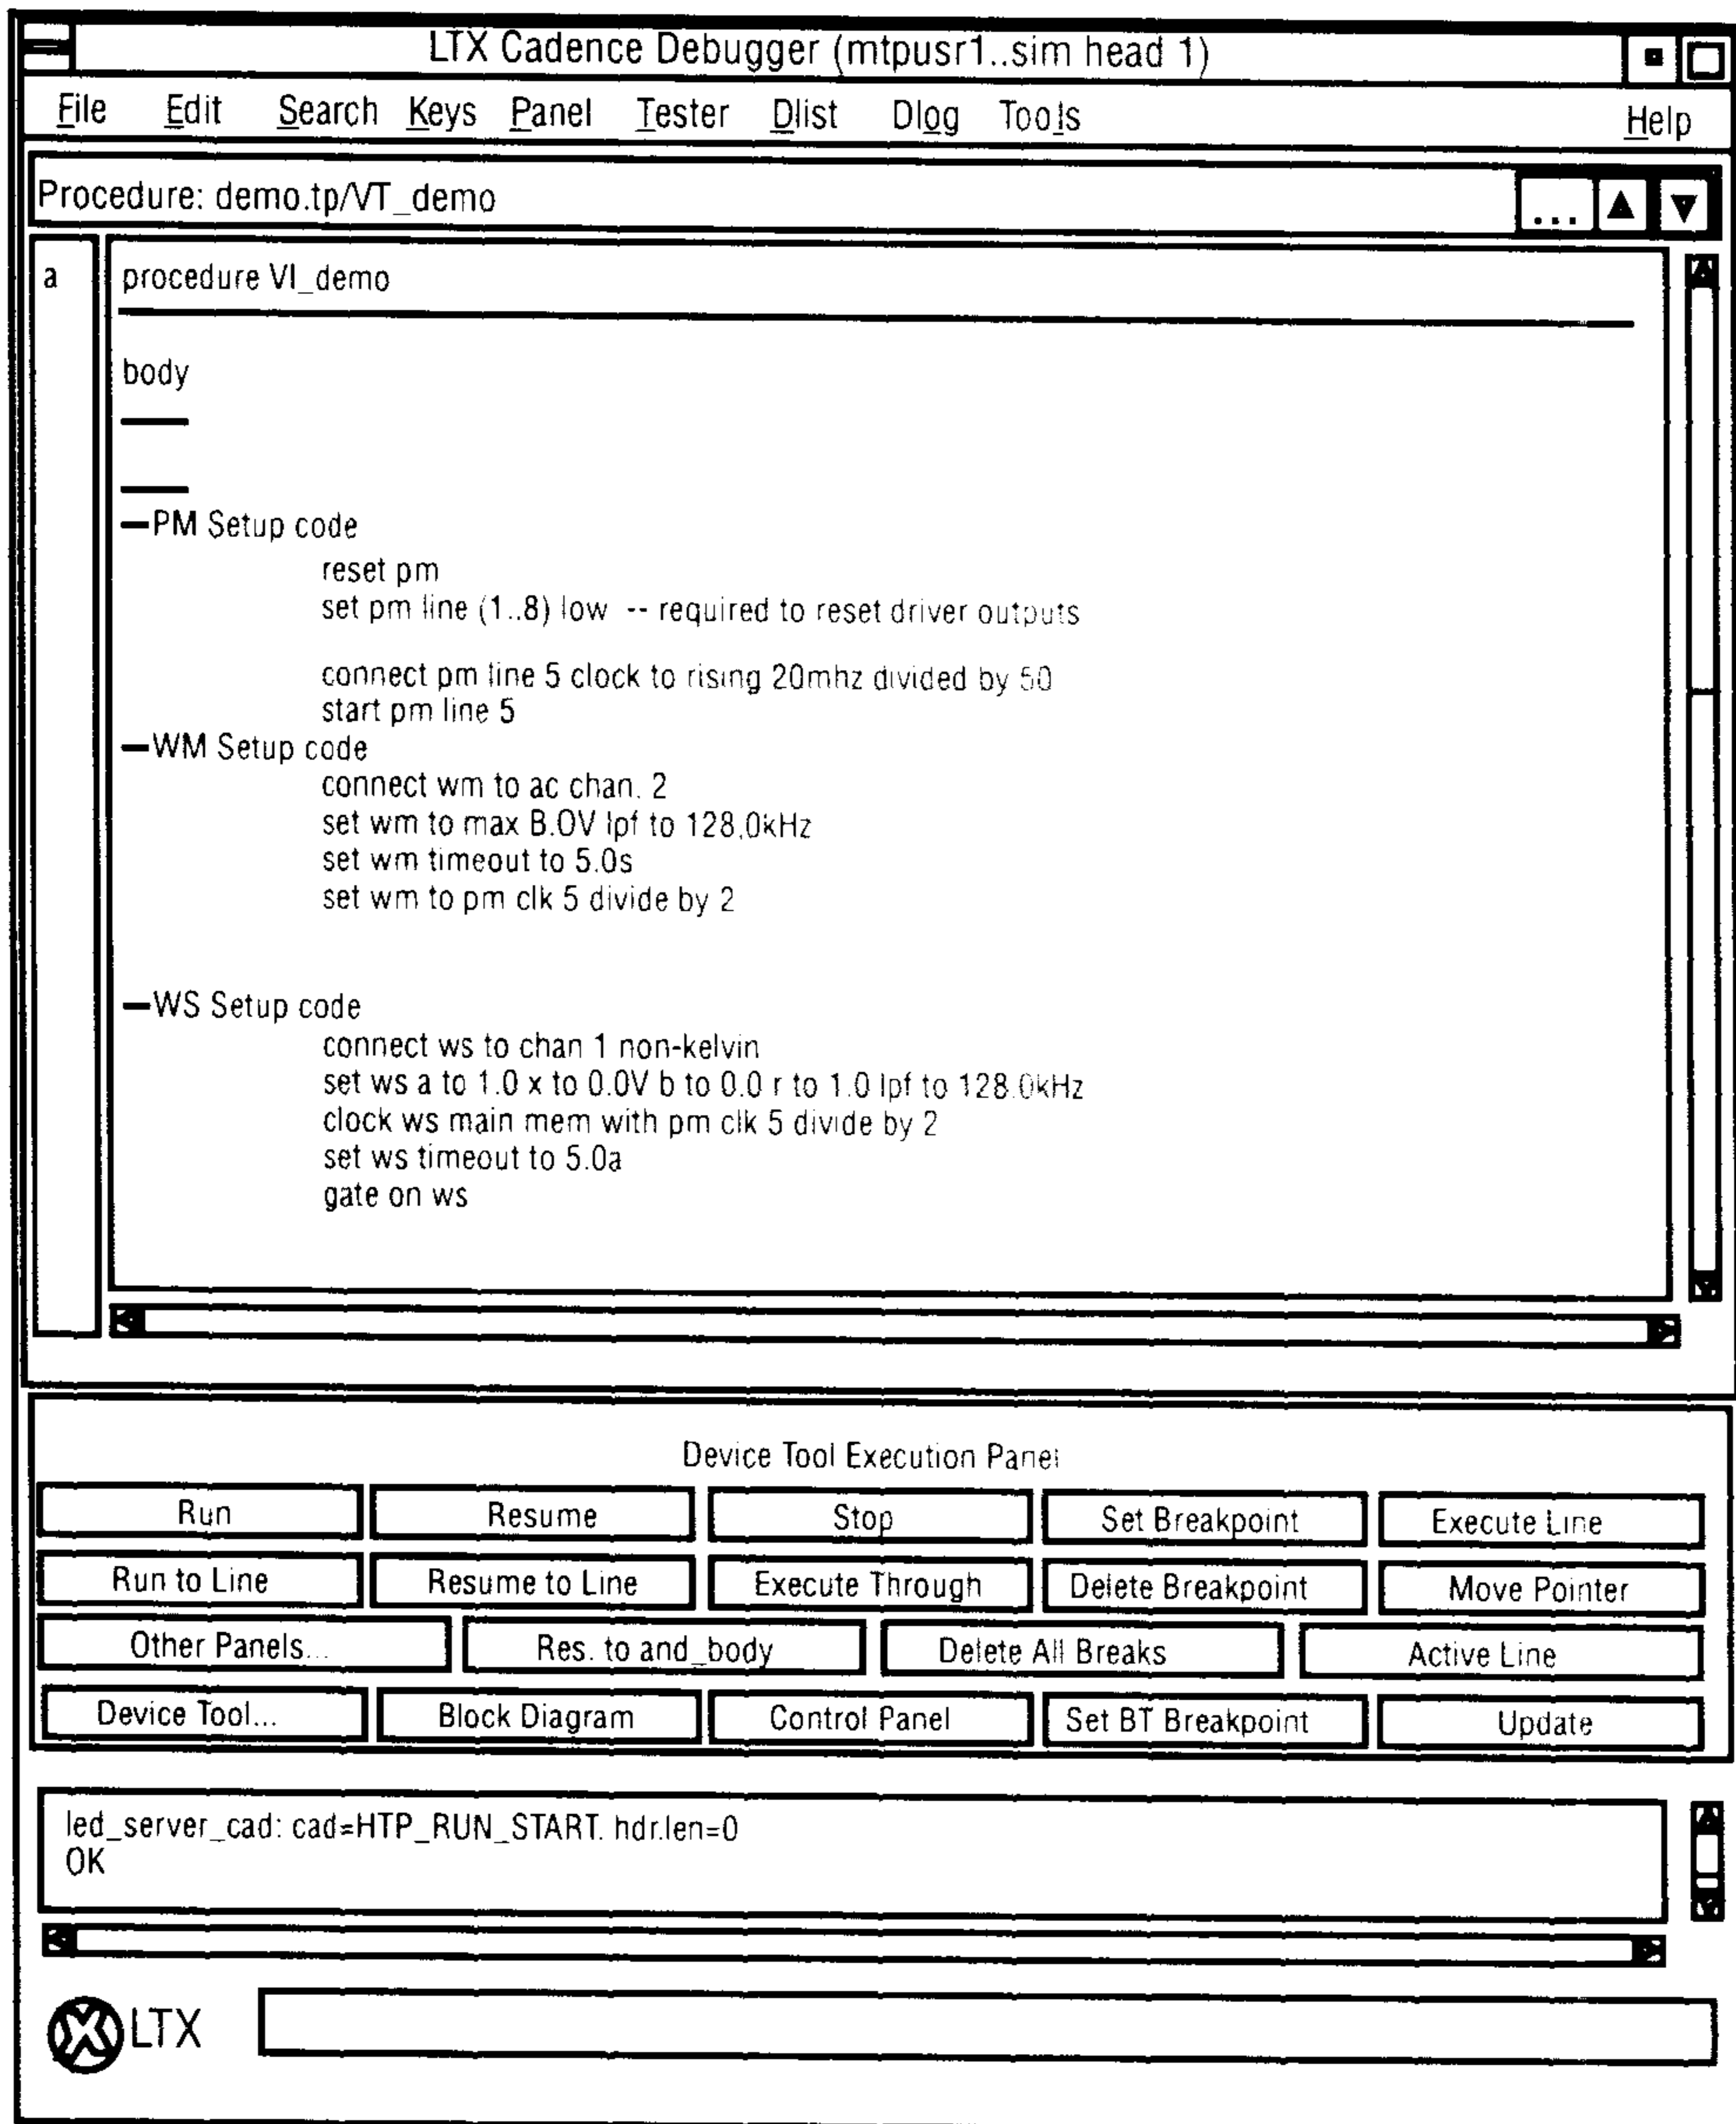 LTX Cadence Debugger (mtpusr1..sim head 1)
File Edit Search Keys Panel Tester Dlist Dlog Tools Help
Procedure: demo.tp/VT_demo ...
a
procedure VI_demo
body
—PM Setup code
reset pm
set pm line (1..8) low -- required to reset driver outputs
connect pm line 5 clock to rising 20mhz divided by 50
start pm line 5
—WM Setup code
connect wm to ac chan. 2
set wm to max B.OV lpf to 128,0kHz
set wm timeout to 5.0s
set wm to pm clk 5 divide by 2
—WS Setup code
connect ws to chan 1 non-kelvin
set ws a to 1.0 x to 0.0V b to 0.0 r to 1.0 lpf to 128.0kHz
clock ws main mem with pm clk 5 divide by 2
set ws timeout to 5.0a
gate on ws
Device Tool Execution Panel
Run Resume Stop Set Breakpoint Execute Line
Run to Line Resume to Line Execute Through Delete Breakpoint Move Pointer
Other Panels... Res. to and_body Delete All Breaks Active Line
Device Tool... Block Diagram Control Panel Set BT Breakpoint Update
led_server_cad: cad=HTP_RUN_START. hdr.len=0
OK
LTX